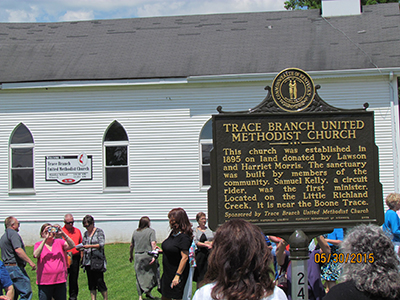 Trace Branch
United Methodist Church
TRACE BRANCH UNITED
METHODIST CHURCH
This church was established in
1895 on land donated by Lawson
and Harriet Morris. The sanctuary
was built by members of the
community. Samuel Kelly, a circuit
rider, was the first minister.
Located on the Little Richland
Creek, it is near the Boone Trace.
Sponsored by Trace Branch United Methodist Church
05/30/2015
24